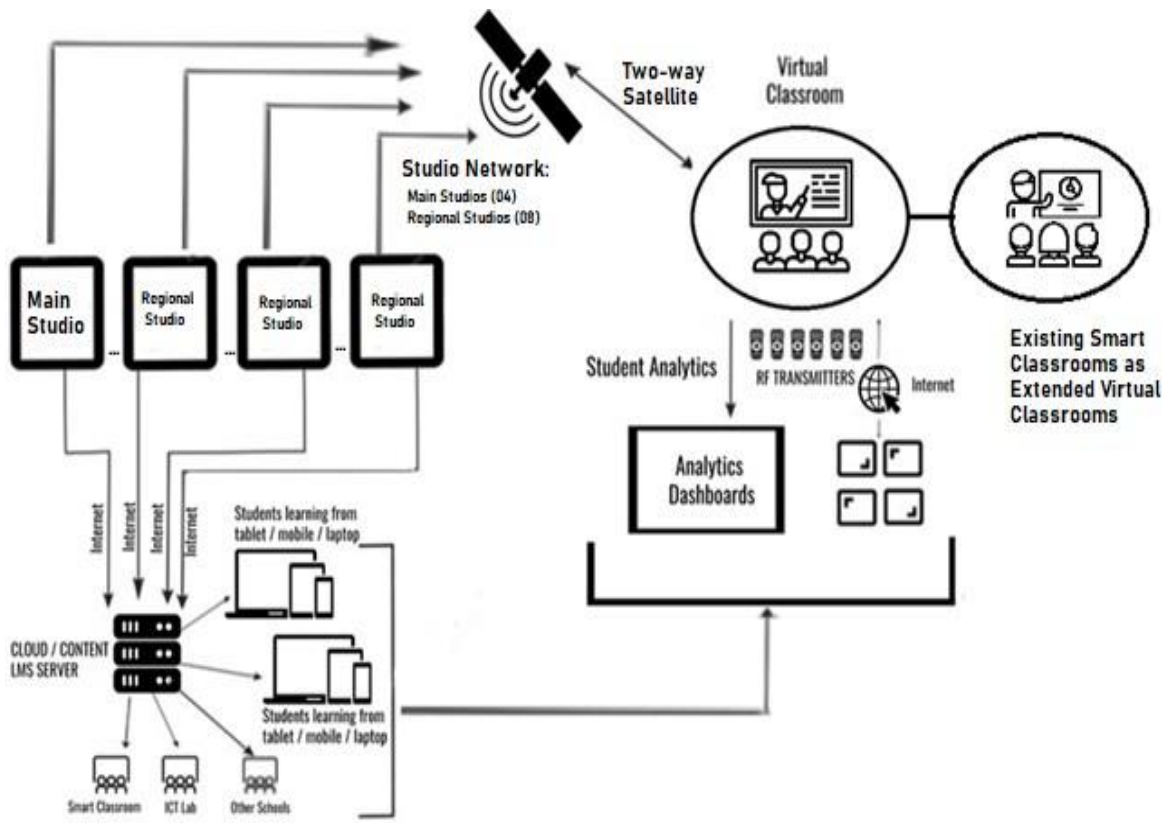 Two-way
Satellite
Virtual
Classroom
Studio Network:
Main Studios (04)
Regional Studios (08)
Main
Studio
...
Regional
Studio
...
Regional
Studio
...
Regional
Studio
Existing Smart
Classrooms as
Extended Virtual
Classrooms
Student Analytics
RF TRANSMITTERS
Internet
Analytics
Dashboards
Internet
Internet
Internet
Internet
Students learning from
tablet / mobile / laptop
CLOUD / CONTENT
LMS SERVER
Students learning from
tablet / mobile / laptop
Smart Classroom
ICT Lab
Other Schools